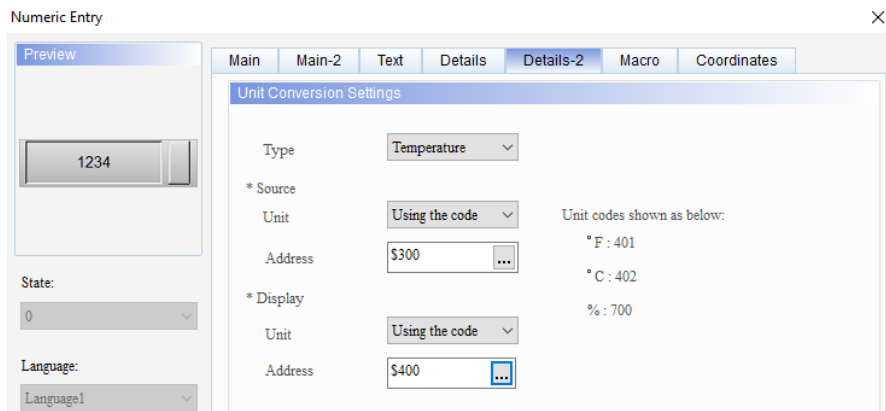 Numeric Entry
Preview
1234
State:
0
Language:
Language1
Main Main-2 Text Details Details-2 Macro Coordinates
Unit Conversion Settings
Type Temperature
* Source
Unit Using the code
Address $300 ...
* Display
Unit Using the code
Address $400 ...
Unit codards shown as below:
°F : 401
°C : 402
% : 700